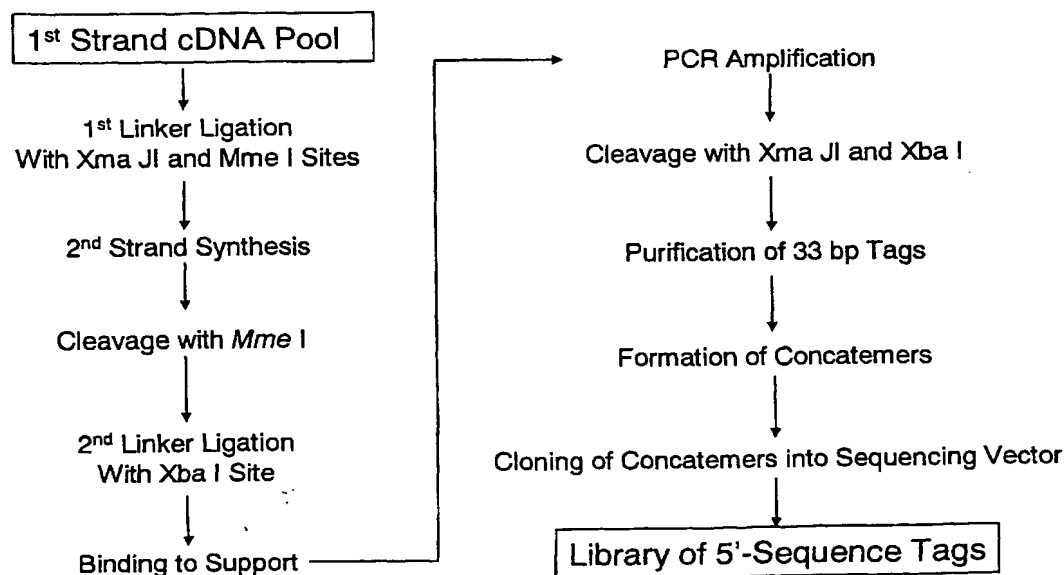 1st Strand cDNA Pool
1st Linker Ligation
With Xma JI and Mme I Sites
2nd Strand Synthesis
Cleavage with Mme I
2nd Linker Ligation
With Xba I Site
Binding to Support
PCR Amplification
Cleavage with Xma JI and Xba I
Purification of 33 bp Tags
Formation of Concatemers
Cloning of Concatemers into Sequencing Vector
Library of 5'-Sequence Tags